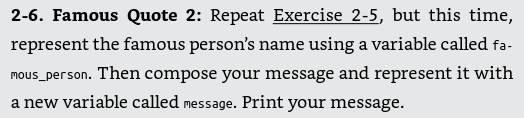 2-6. Famous Quote 2: Repeat Exercise 2-5, but this time,
represent the famous person’s name using a variable called fa-
mous_person. Then compose your message and represent it with
a new variable called message. Print your message.